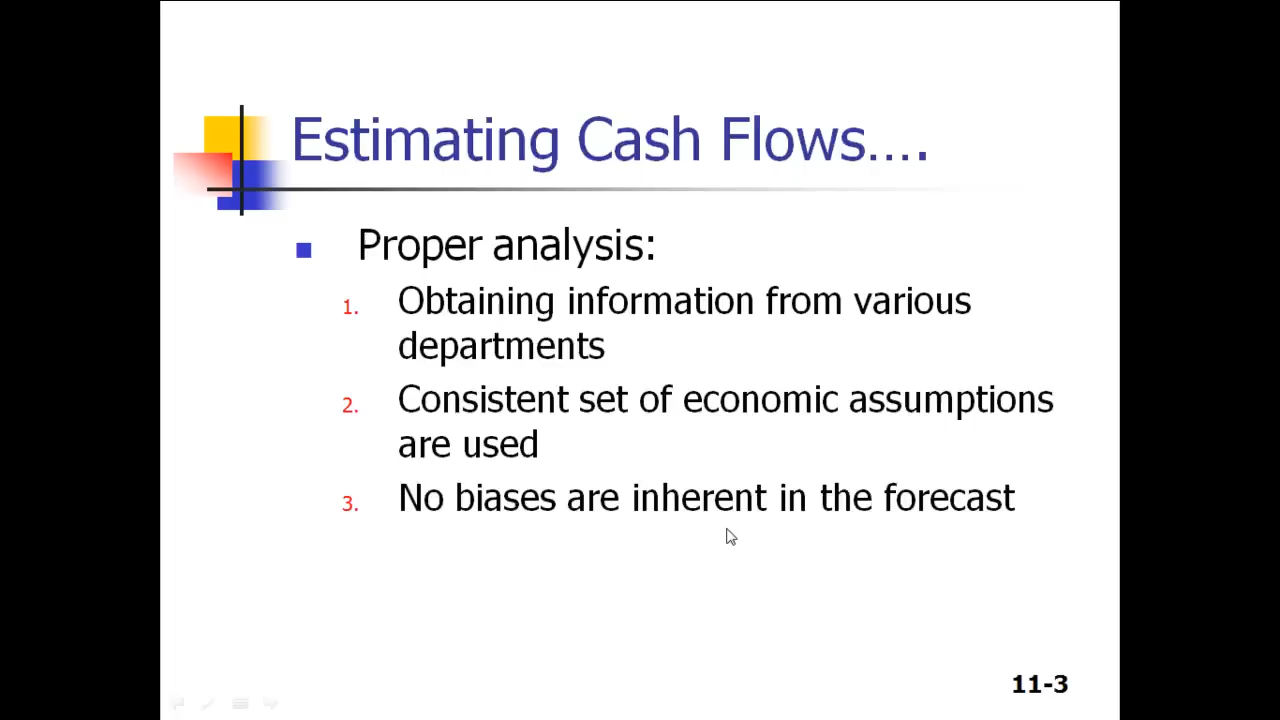 Estimating Cash Flows....
Proper analysis:
1. Obtaining information from various
departments
2. Consistent set of economic assumptions
are used
3. No biases are inherent in the forecast
11-3